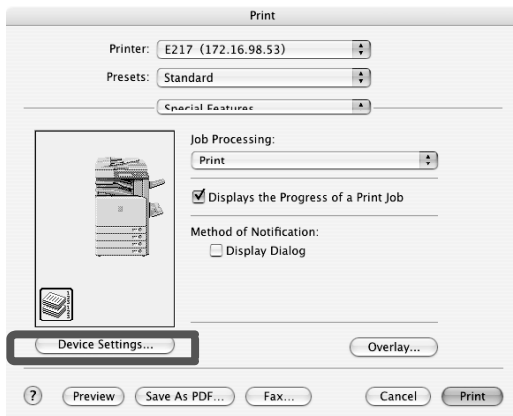 Print
Printer: E217 (172.16.98.53)
Presets: Standard
Special Features
Job Processing:
Print
Displays the Progress of a Print Job
Method of Notification:
Display Dialog
Device Settings...
Overlay...
? Preview Save As PDF... Fax... Cancel Print